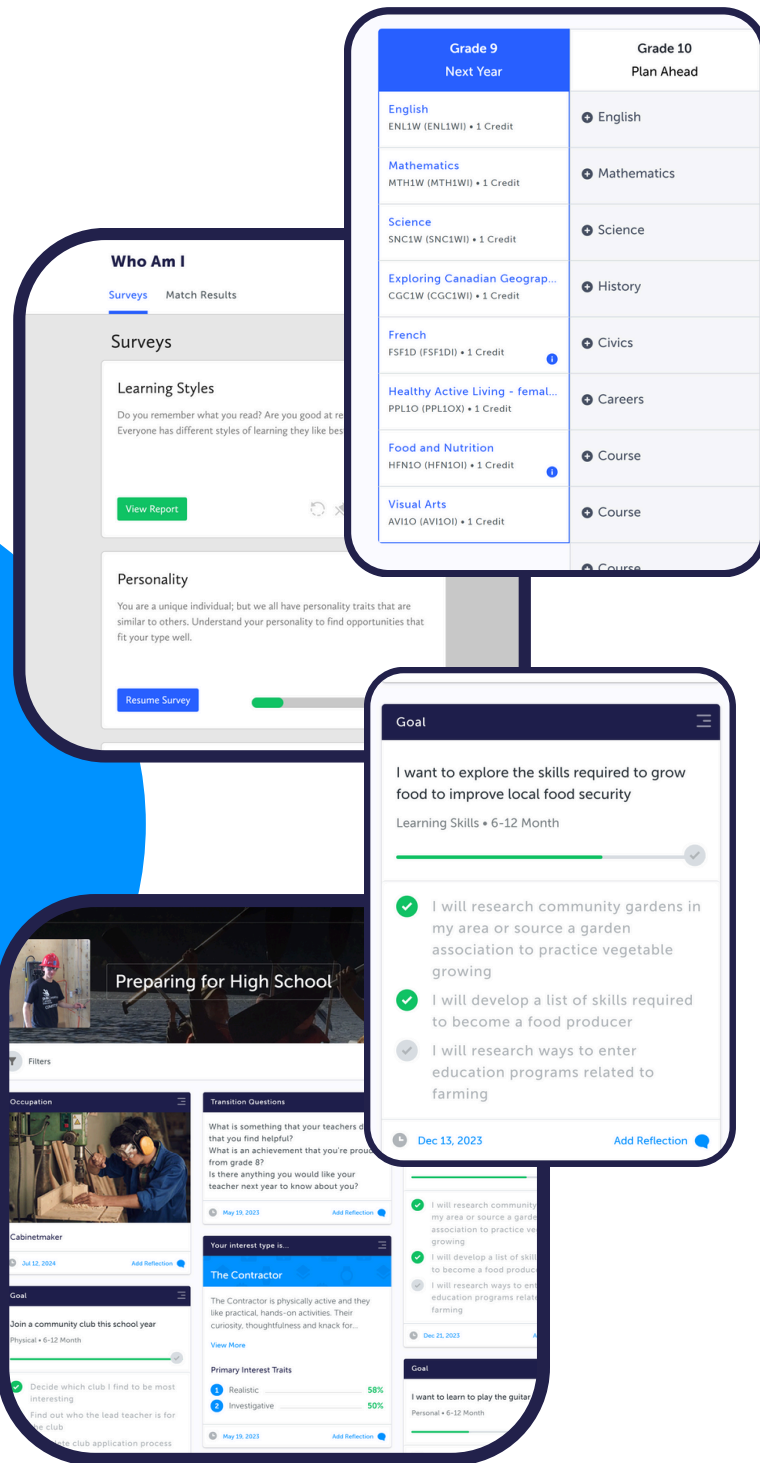 Grade 9
Next Year
Grade 10
Plan Ahead
English
ENL1W (ENL1WI) • 1 Credit
English
Mathematics
MTH1W (MTH1WI) • 1 Credit
Mathematics
Science
SNC1W (SNC1WI) • 1 Credit
Science
Exploring Canadian Geograp...
CGC1W (CGC1WI) • 1 Credit
History
French
FSF1D (FSF1DI) • 1 Credit
Civics
Healthy Active Living - femal...
PPL1O (PPL1OX) • 1 Credit
Careers
Food and Nutrition
HFN1O (HFN1OI) • 1 Credit
Course
Visual Arts
AVI1O (AVI1OI) • 1 Credit
Course
Course
Who Am I
Surveys Match Results
Surveys
Learning Styles
Do you remember what you read? Are you good at re
Everyone has different styles of learning they like bes
View Report
Personality
You are a unique individual; but we all have personality traits that are
similar to others. Understand your personality to find opportunities that
fit your type well.
Resume Survey
Goal
I want to explore the skills required to grow
food to improve local food security
Learning Skills • 6-12 Month
I will research community gardens in
my area or source a garden
association to practice vegetable
growing
I will develop a list of skills required
to become a food producer
I will research ways to enter
education programs related to
farming
Dec 13, 2023 Add Reflection
Preparing for High School
Filters
Occupation
Cabinetmaker
Jul 12, 2024 Add Reflection
Goal
Join a community club this school year
Physical • 6-12 Month
Decide which club I find to be most
interesting
Find out who the lead teacher is for
the club
club application process
Transition Questions
What is something that your teachers d
that you find helpful?
What is an achievement that you're proud
from grade 8?
Is there anything you would like your
teacher next year to know about you?
May 19, 2023 Add Reflection
Your interest type is...
The Contractor
The Contractor is physically active and they
like practical, hands-on activities. Their
curiosity, thoughtfulness and knack for...
View More
Primary Interest Traits
1 Realistic 58%
2 Investigative 50%
May 19, 2023 Add Reflection
I will research community
my area or source a garde
association to practice ve
growing
I will develop a list of skill
to become a food produc
I will research ways to ent
education programs relate
farming
Dec 21, 2023 A
Goal
I want to learn to play the guitar
Personal • 6-12 Month